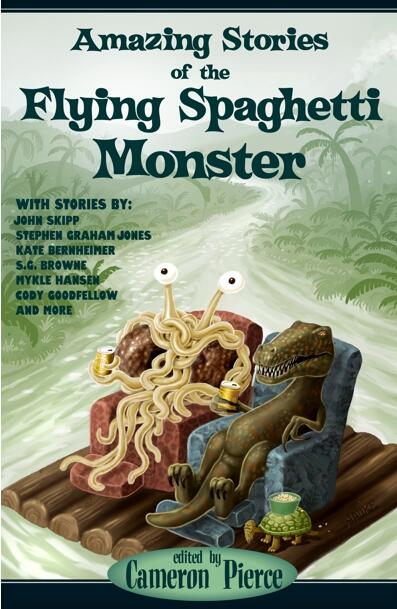 Amazing Stories
of the
Flying Spaghetti
Monster
WITH STORIES BY:
JOHN SKIPP
STEPHEN GRAHAM JONES
KATE BERNHEIMER
S.G. BROWNE
MYKLE HANSEN
CODY GOODFELLOW
AND MORE
edited by
Cameron Pierce